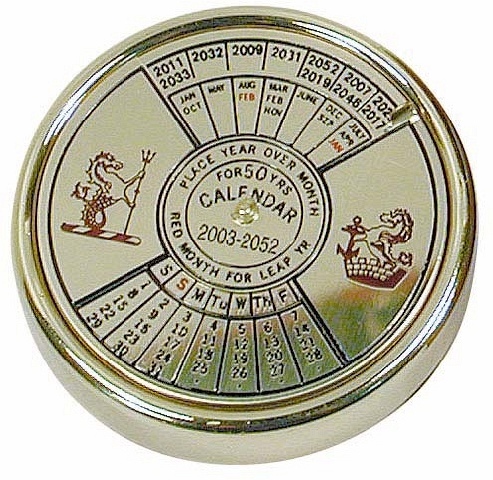 2011 2032 2009 2031 2052 2007
2033 2019 2046
JAN MAY AUG MAR JUNE DEC JULY
OCT FEB FEB SEP APR
NOV JAN
PLACE YEAR OVER MONTH
FOR 50 YRS
CALENDAR
2003-2052
RED MONTH FOR LEAP YR
S S M Tu W Th F
1 2 3 4 5 6 7
8 9 10 11 12 13 14
15 16 17 18 19 20 21
22 23 24 25 26 27 28
29 30 31